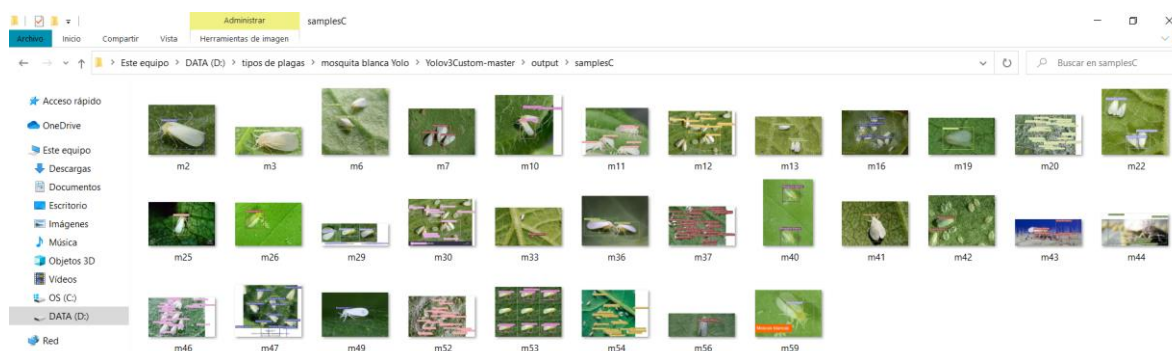 Administrar
samplesC
Archivo Inicio Compartir Vista Herramientas de imagen
Este equipo > DATA (D:) > tipos de plagas > mosquita blanca Yolo > Yolov3Custom-master > output > samplesC
Buscar en samplesC
Acceso rápido
OneDrive
Este equipo
Descargas
Documentos
Escritorio
Imágenes
Música
Objetos 3D
Vídeos
OS (C:)
DATA (D:)
Red
m2 m3 m6 m7 m10 m11 m12 m13 m16 m19 m20 m22
m25 m26 m29 m30 m33 m36 m37 m40 m41 m42 m43 m44
m46 m47 m49 m52 m53 m54 m56 m59